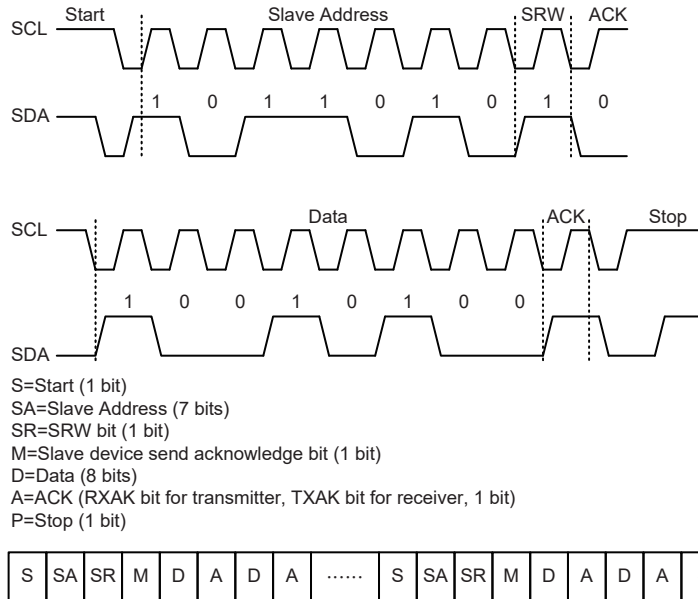 Start Slave Address SRW ACK
SCL
1 0 1 1 0 1 0 1 0
SDA
Data ACK Stop
SCL
1 0 0 1 0 1 0 0
SDA
S=Start (1 bit)
SA=Slave Address (7 bits)
SR=SRW bit (1 bit)
M=Slave device send acknowledge bit (1 bit)
D=Data (8 bits)
A=ACK (RXAK bit for transmitter, TXAK bit for receiver, 1 bit)
P=Stop (1 bit)
S SA SR M D A D A ...... S SA SR M D A D A